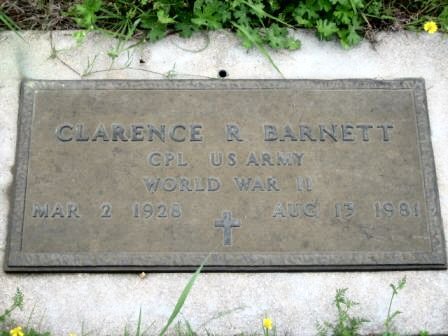 CLARENCE R BARNETT
CPL US ARMY
WORLD WAR II
MAR 2 1928 AUG 13 1981